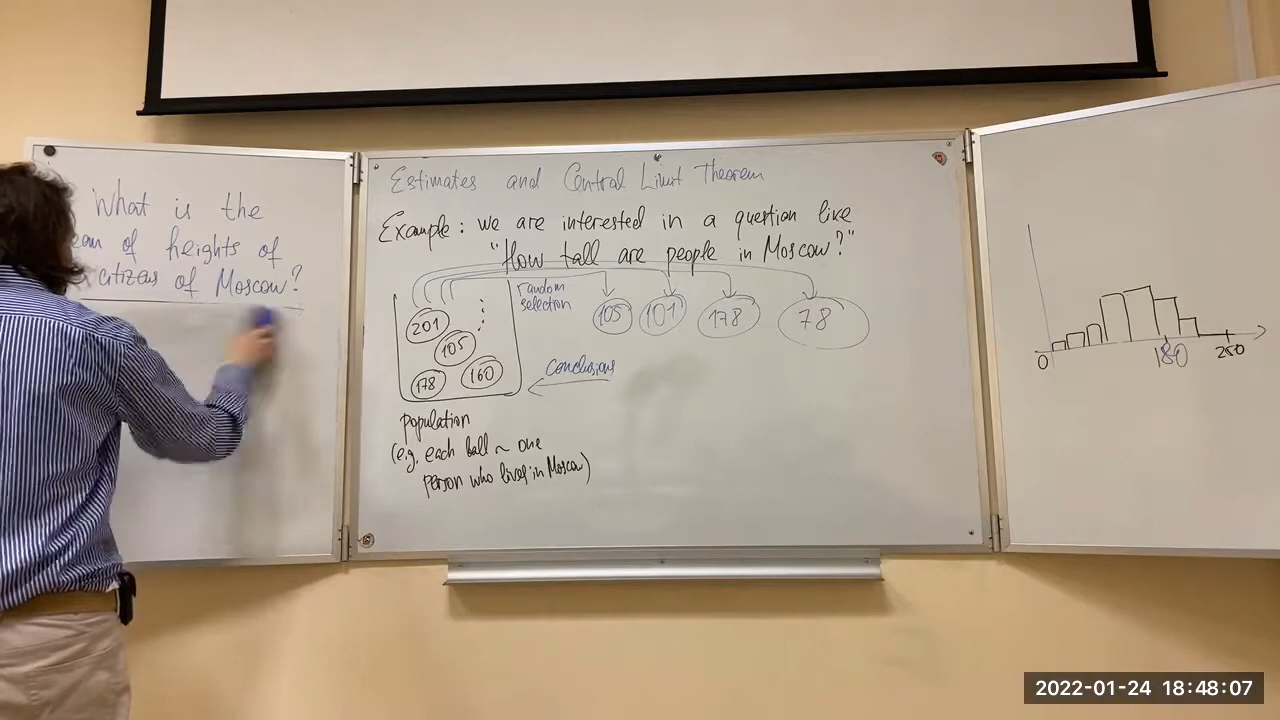 What is the
of heights of
citizens of Moscow?
Estimates and Central Limit Theorem
Example: we are interested in a question like
"How tall are people in Moscow?"
random
selection
201
105
178
160
105
101
178
78
Conclusions
population
(e.g. each ball ~ one
person who lives in Moscow)
0
180
250
2022-01-24 18:48:07